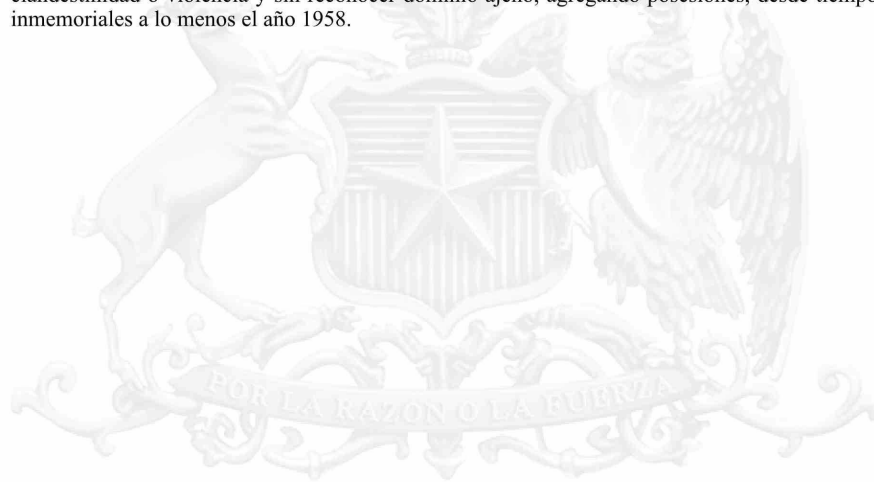 clandestinidad o violencia y sin reconocer dominio ajeno, agregando posesiones, desde tiempo
inmemoriales a lo menos el año 1958.
POR LA RAZON O LA FUERZA